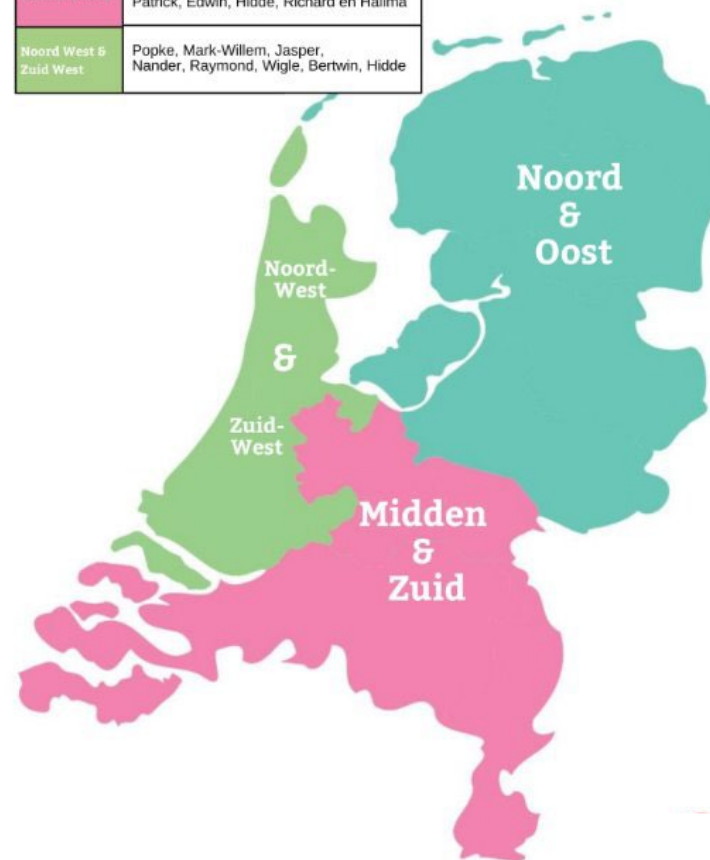 Patrick, Edwin, Hidde, Richard en Halima
Noord West &
Zuid West
Popke, Mark-Willem, Jasper,
Nander, Raymond, Wigle, Bertwin, Hidde
Noord
&
Oost
Noord-
West
&
Zuid-
West
Midden
&
Zuid